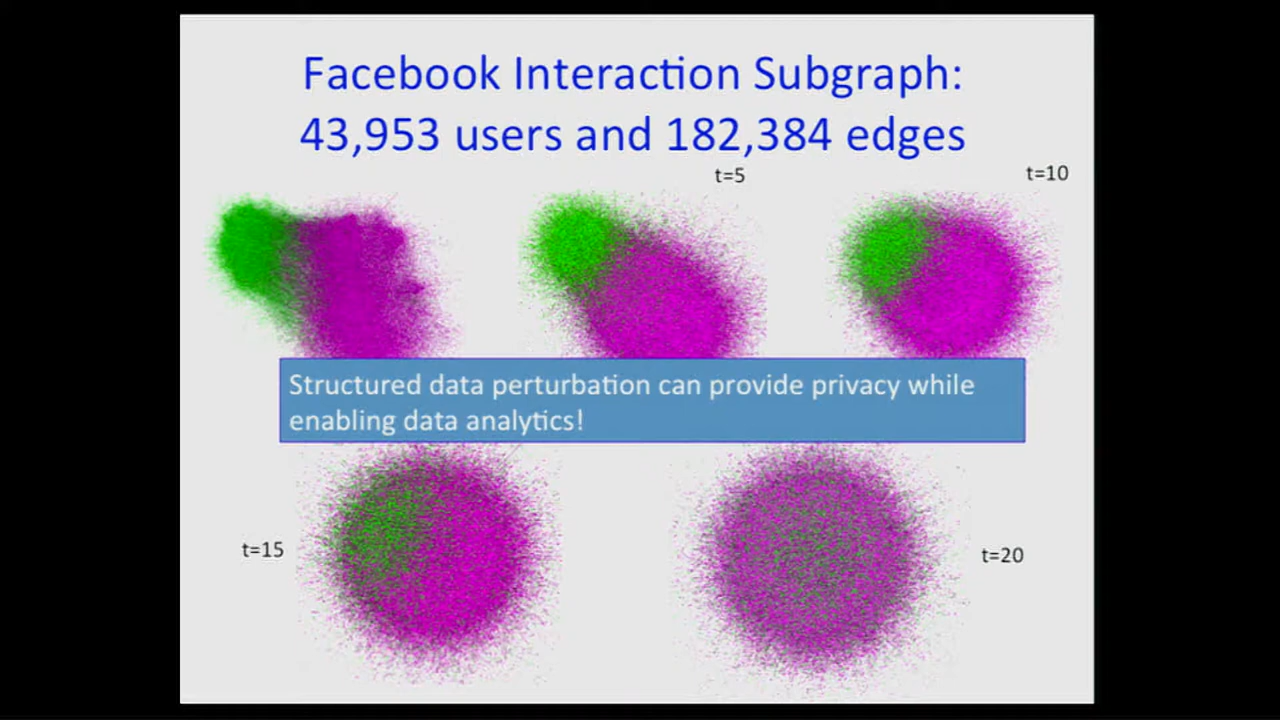 Facebook Interaction Subgraph:
43,953 users and 182,384 edges
t=5
t=10
Structured data perturbation can provide privacy while
enabling data analytics!
t=15
t=20